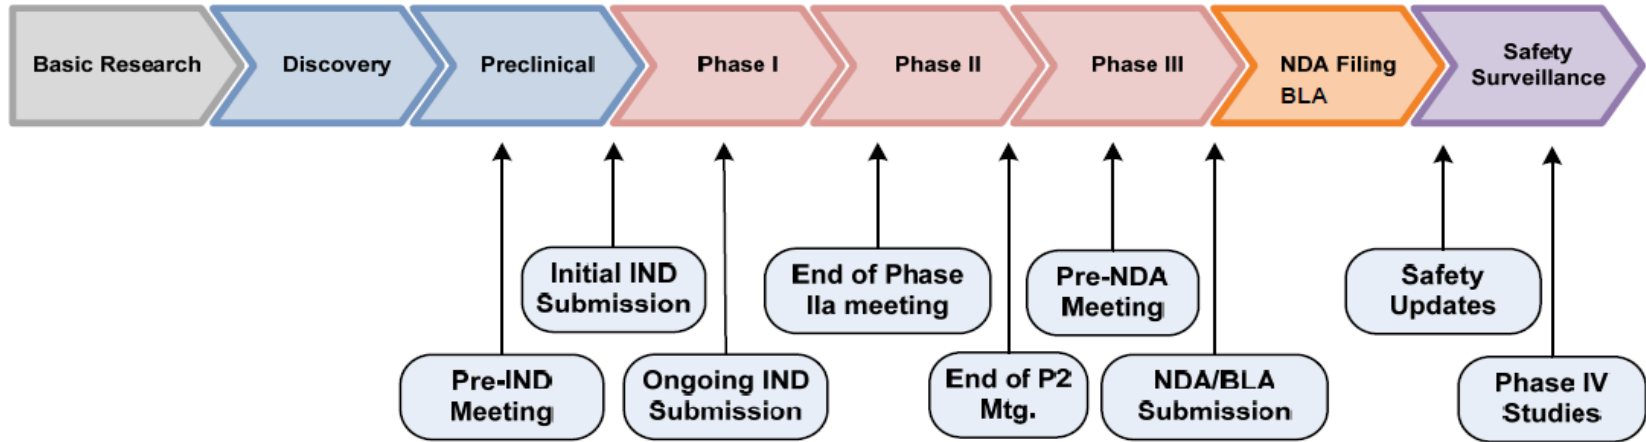 Basic Research
Discovery
Preclinical
Phase I
Phase II
Phase III
NDA Filing
BLA
Safety
Surveillance
Initial IND
Submission
End of Phase
IIa meeting
Pre-NDA
Meeting
Safety
Updates
Pre-IND
Meeting
Ongoing IND
Submission
End of P2
Mtg.
NDA/BLA
Submission
Phase IV
Studies